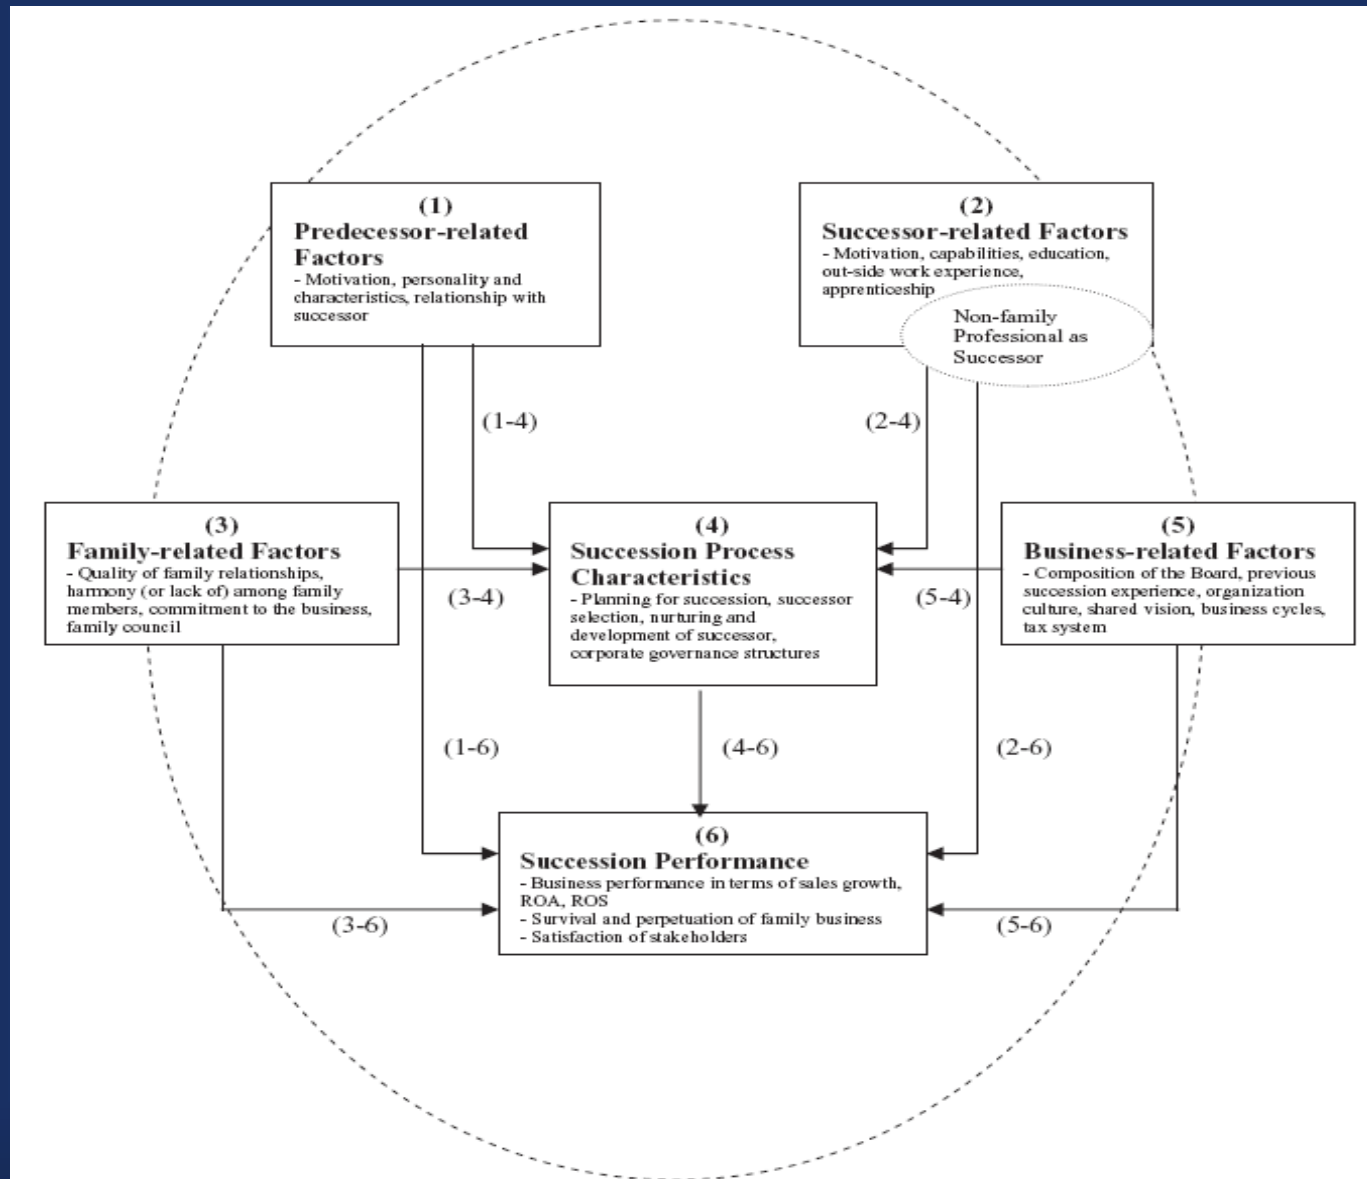 (1)
Predecessor-related
Factors
- Motivation, personality and
characteristics, relationship with
successor
(2)
Successor-related Factors
- Motivation, capabilities, education,
out-side work experience,
apprenticeship
Non-family
Professional as
Successor
(1-4)
(2-4)
(3)
Family-related Factors
- Quality of family relationships,
harmony (or lack of) among family
members, commitment to the business,
family council
(3-4)
(4)
Succession Process
Characteristics
- Planning for succession, successor
selection, nurturing and
development of successor,
corporate governance structures
(5-4)
(5)
Business-related Factors
- Composition of the Board, previous
succession experience, organization
culture, shared vision, business cycles,
tax system
(1-6)
(4-6)
(2-6)
(6)
Succession Performance
- Business performance in terms of sales growth,
ROA, ROS
- Survival and perpetuation of family business
- Satisfaction of stakeholders
(3-6)
(5-6)